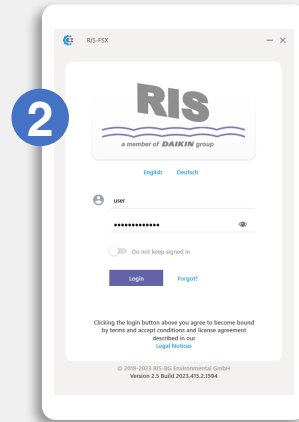 2
RIS-FSX
RIS
a member of DAIKIN group
English Deutsch
user
•••••••••••••
Do not keep signed in
Login Forgot?
Clicking the login button above you agree to become bound
by terms and accept conditions and license agreement
described in our
Legal Notices
© 2019-2023 RIS-BG Environmental GmbH
Version 2.5 Build 2023.415.2.1594